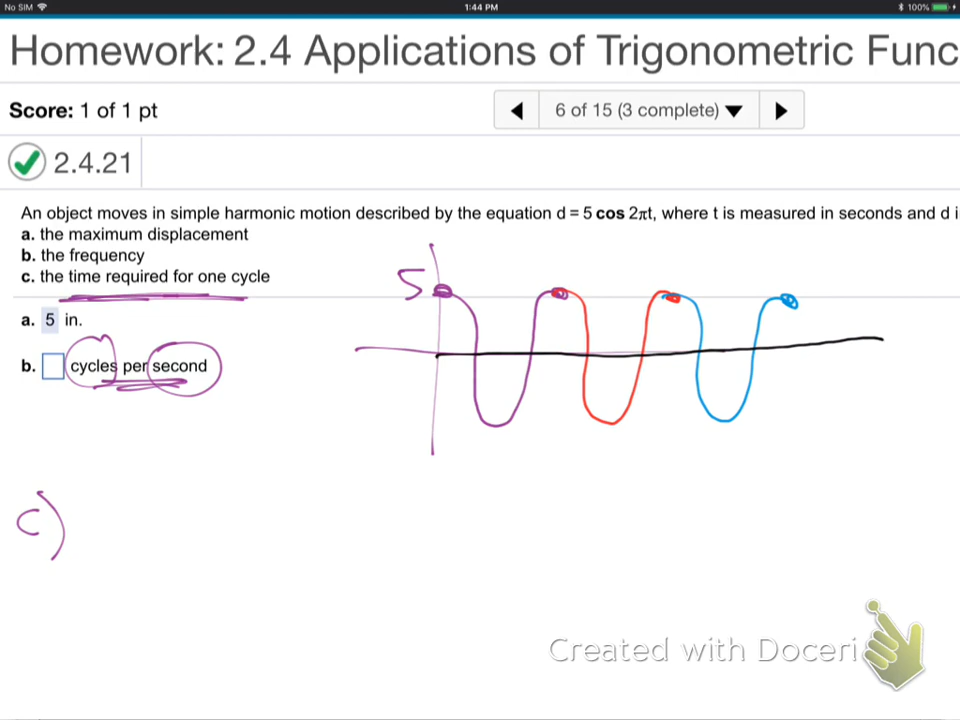 No SIM 1:44 PM 100%
Homework: 2.4 Applications of Trigonometric Func
Score: 1 of 1 pt 6 of 15 (3 complete)
2.4.21
An object moves in simple harmonic motion described by the equation d = 5 cos 2πt, where t is measured in seconds and d i
a. the maximum displacement
b. the frequency
c. the time required for one cycle
5
a. 5 in.
b. cycles per second
c)
Created with Doceri